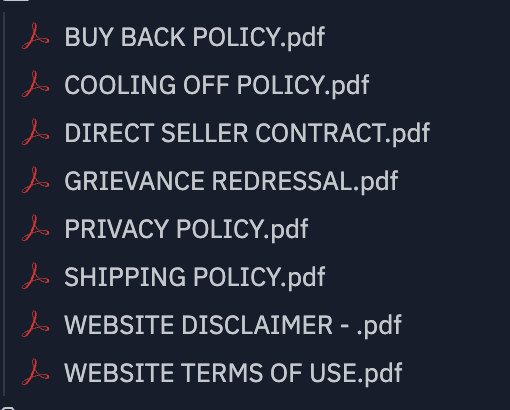 BUY BACK POLICY.pdf
COOLING OFF POLICY.pdf
DIRECT SELLER CONTRACT.pdf
GRIEVANCE REDRESSAL.pdf
PRIVACY POLICY.pdf
SHIPPING POLICY.pdf
WEBSITE DISCLAIMER - .pdf
WEBSITE TERMS OF USE.pdf